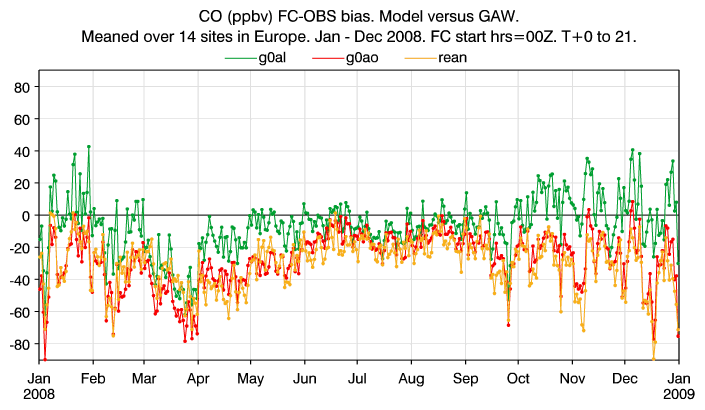 CO (ppbv) FC-OBS bias. Model versus GAW.
Meaned over 14 sites in Europe. Jan - Dec 2008. FC start hrs=00Z. T+0 to 21.
g0al g0ao rean
80
60
40
20
0
-20
-40
-60
-80
Jan Feb Mar Apr May Jun Jul Aug Sep Oct Nov Dec Jan
2008 2009